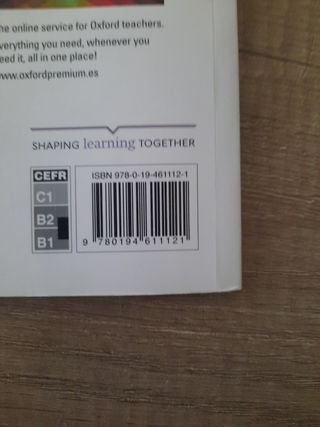 he online service for Oxford teachers.
verything you need, whenever you
eed it, all in one place!
ww.oxfordpremium.es
SHAPING learning TOGETHER
CEFR
C1
B2
B1
ISBN 978-0-19-461112-1
9 780194 611121